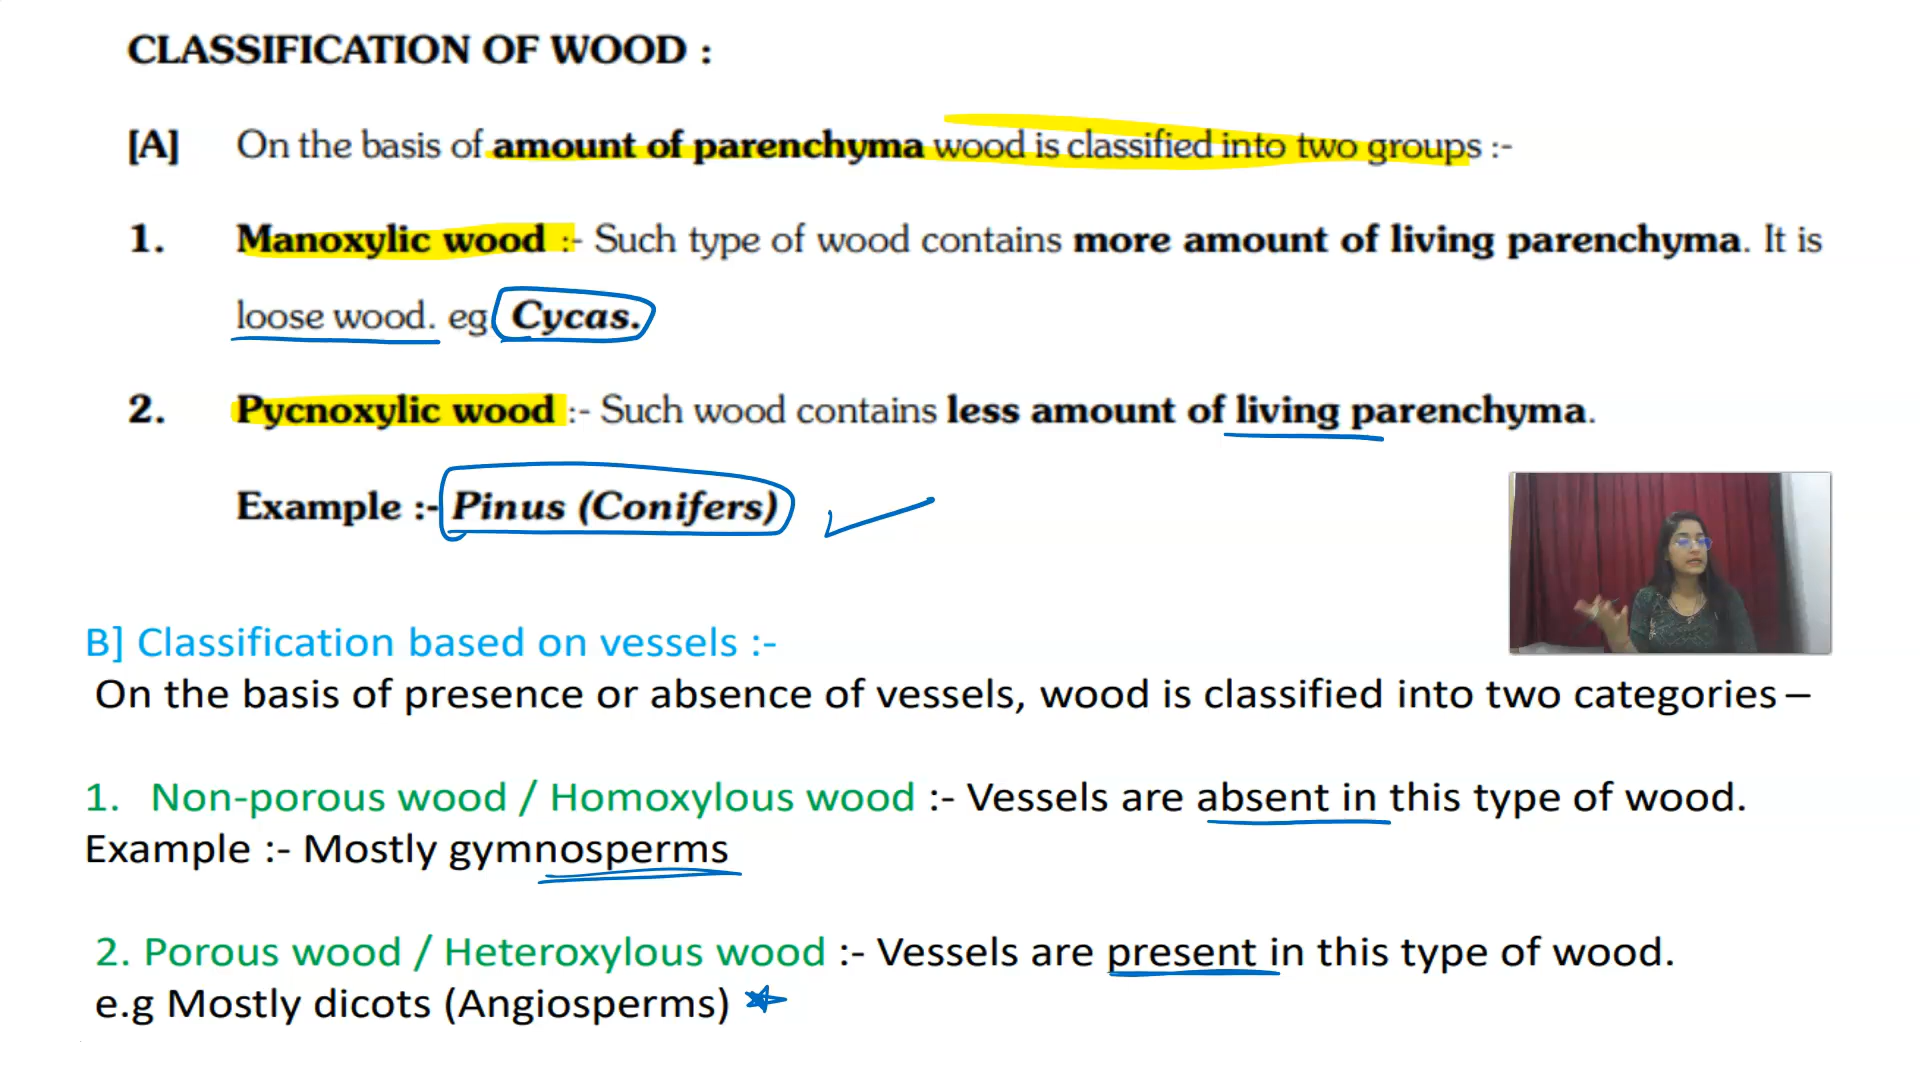 CLASSIFICATION OF WOOD :
[A] On the basis of amount of parenchyma wood is classified into two groups :-
1. Manoxylic wood :- Such type of wood contains more amount of living parenchyma. It is
loose wood. eg. Cycas.
2. Pycnoxylic wood :- Such wood contains less amount of living parenchyma.
Example :- Pinus (Conifers)
B] Classification based on vessels :-
On the basis of presence or absence of vessels, wood is classified into two categories –
1. Non-porous wood / Homoxylous wood :- Vessels are absent in this type of wood.
Example :- Mostly gymnosperms
2. Porous wood / Heteroxylous wood :- Vessels are present in this type of wood.
e.g Mostly dicots (Angiosperms)